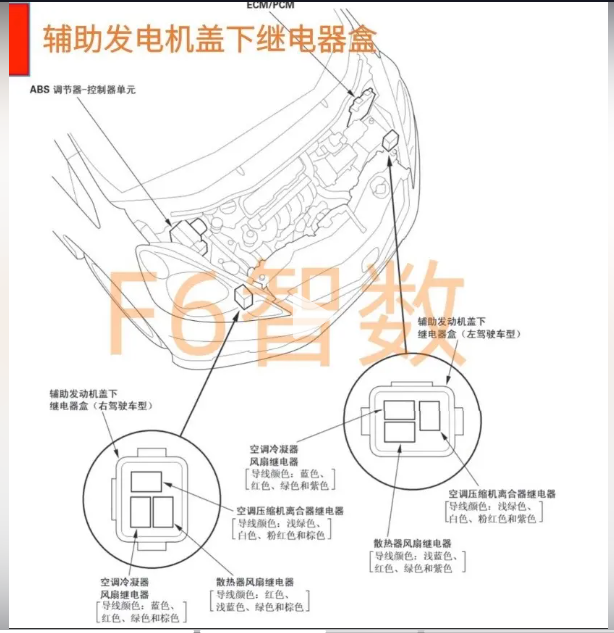 ECM/PCM
辅助发电机盖下继电器盒
ABS 调节器-控制器单元
F6智数
辅助发动机盖下
继电器盒（左驾驶车型）
辅助发动机盖下
继电器盒（右驾驶车型）
空调冷凝器
风扇继电器
[导线颜色：蓝色、
红色、绿色和紫色]
空调压缩机离合器继电器
[导线颜色：浅绿色、
白色、粉红色和紫色]
空调压缩机离合器继电器
[导线颜色：浅绿色、
白色、粉红色和棕色]
散热器风扇继电器
[导线颜色：浅蓝色、
红色、绿色和紫色]
空调冷凝器
风扇继电器
[导线颜色：蓝色、
红色、绿色和棕色]
散热器风扇继电器
[导线颜色：红色、
浅蓝色、绿色和棕色]